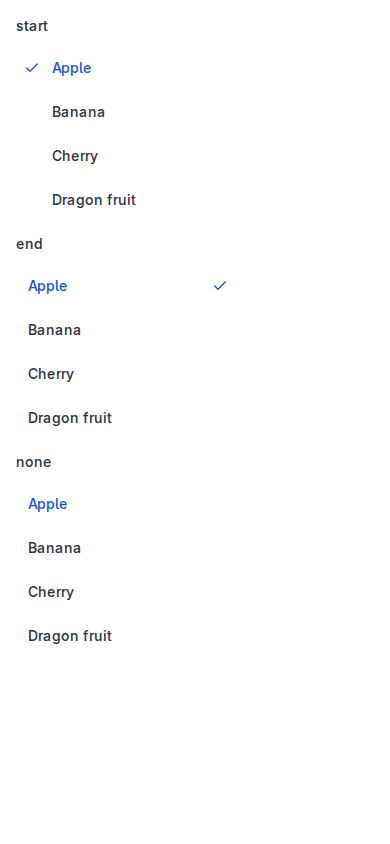 start
Apple
Banana
Cherry
Dragon fruit
end
Apple
Banana
Cherry
Dragon fruit
none
Apple
Banana
Cherry
Dragon fruit